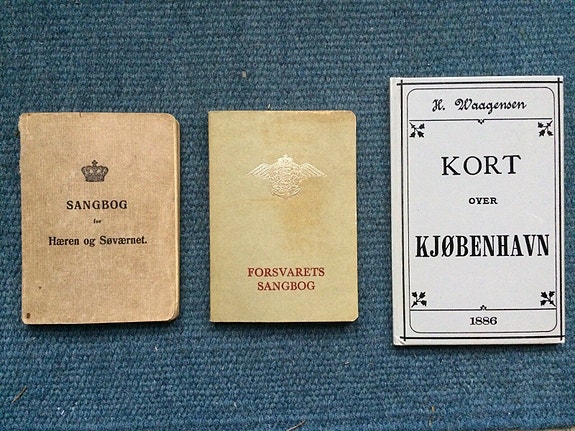 SANGBOG
for
Hæren og Søværnet.
FORSVARETS
SANGBOG
H. Waagensen
KORT
OVER
KJØBENHAVN
1886